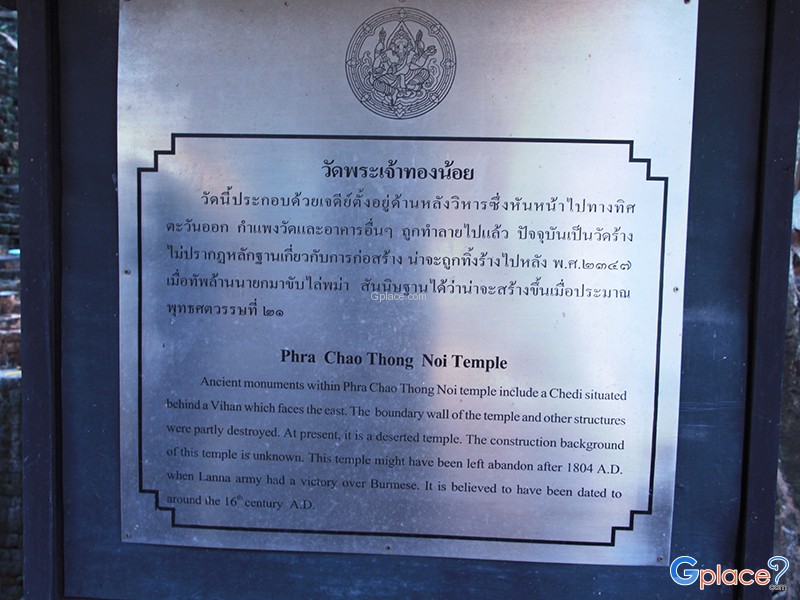 วัดพระเจ้าทองน้อย
วัดนี้ประกอบด้วยเจดีย์ตั้งอยู่ด้านหลังวิหารซึ่งหันหน้าไปทางทิศ
ตะวันออก กำแพงวัดและอาคารอื่นๆ ถูกทำลายไปแล้ว ปัจจุบันเป็นวัดร้าง
ไม่ปรากฏหลักฐานเกี่ยวกับการก่อสร้าง น่าจะถูกทิ้งร้างไปหลัง พ.ศ.๒๓๔๗
เมื่อทัพล้านนายกมาขับไล่พม่า สันนิษฐานได้ว่าน่าจะสร้างขึ้นเมื่อประมาณ
Gplace.com
พุทธศตวรรษที่ ๒๑
Phra Chao Thong Noi Temple
Ancient monuments within Phra Chao Thong Noi temple include a Chedi situated
behind a Vihan which faces the east. The boundary wall of the temple and other structures
were partly destroyed. At present, it is a deserted temple. The construction background
of this temple is unknown. This temple might have been left abandon after 1804 A.D.
when Lanna army had a victory over Burmese. It is believed to have been dated to
around the 16th century A.D.
Gplace?.com